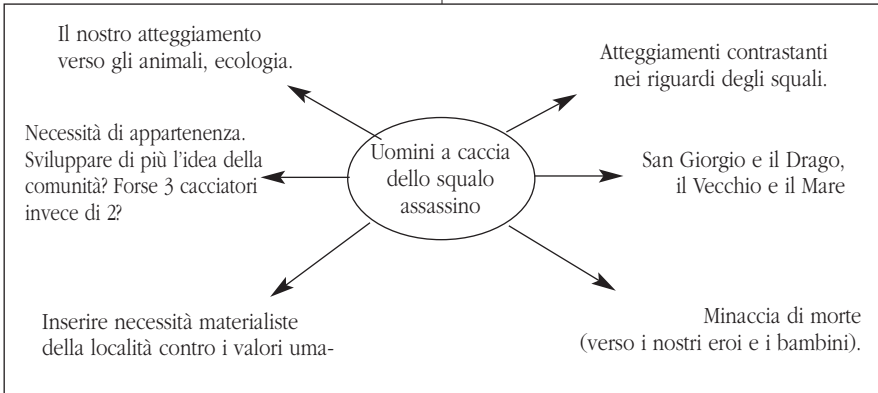 Il nostro atteggiamento
verso gli animali, ecologia.
Atteggiamenti contrastanti
nei riguardi degli squali.
Necessità di appartenenza.
Sviluppare di più l'idea della
comunità? Forse 3 cacciatori
invece di 2?
Uomini a caccia
dello squalo
assassino
San Giorgio e il Drago,
il Vecchio e il Mare
Inserire necessità materialiste
della località contro i valori uma-
Minaccia di morte
(verso i nostri eroi e i bambini).